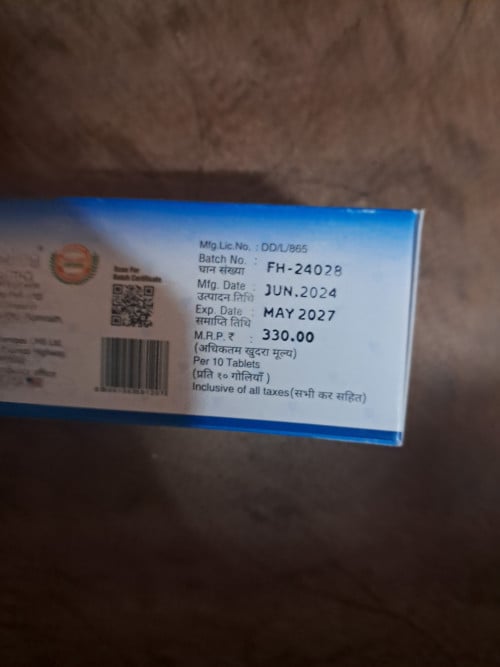 Scan For
Batch Certificate
Mfg.Lic.No. : DD/L/865
Batch No. : FH-24028
घान संख्या
Mfg. Date : JUN.2024
उत्पादन तिथि
Exp. Date : MAY 2027
समाप्ति तिथि
M.R.P. ₹ : 330.00
(अधिकतम खुदरा मूल्य)
Per 10 Tablets
(प्रति १० गोलियाँ )
Inclusive of all taxes(सभी कर सहित)